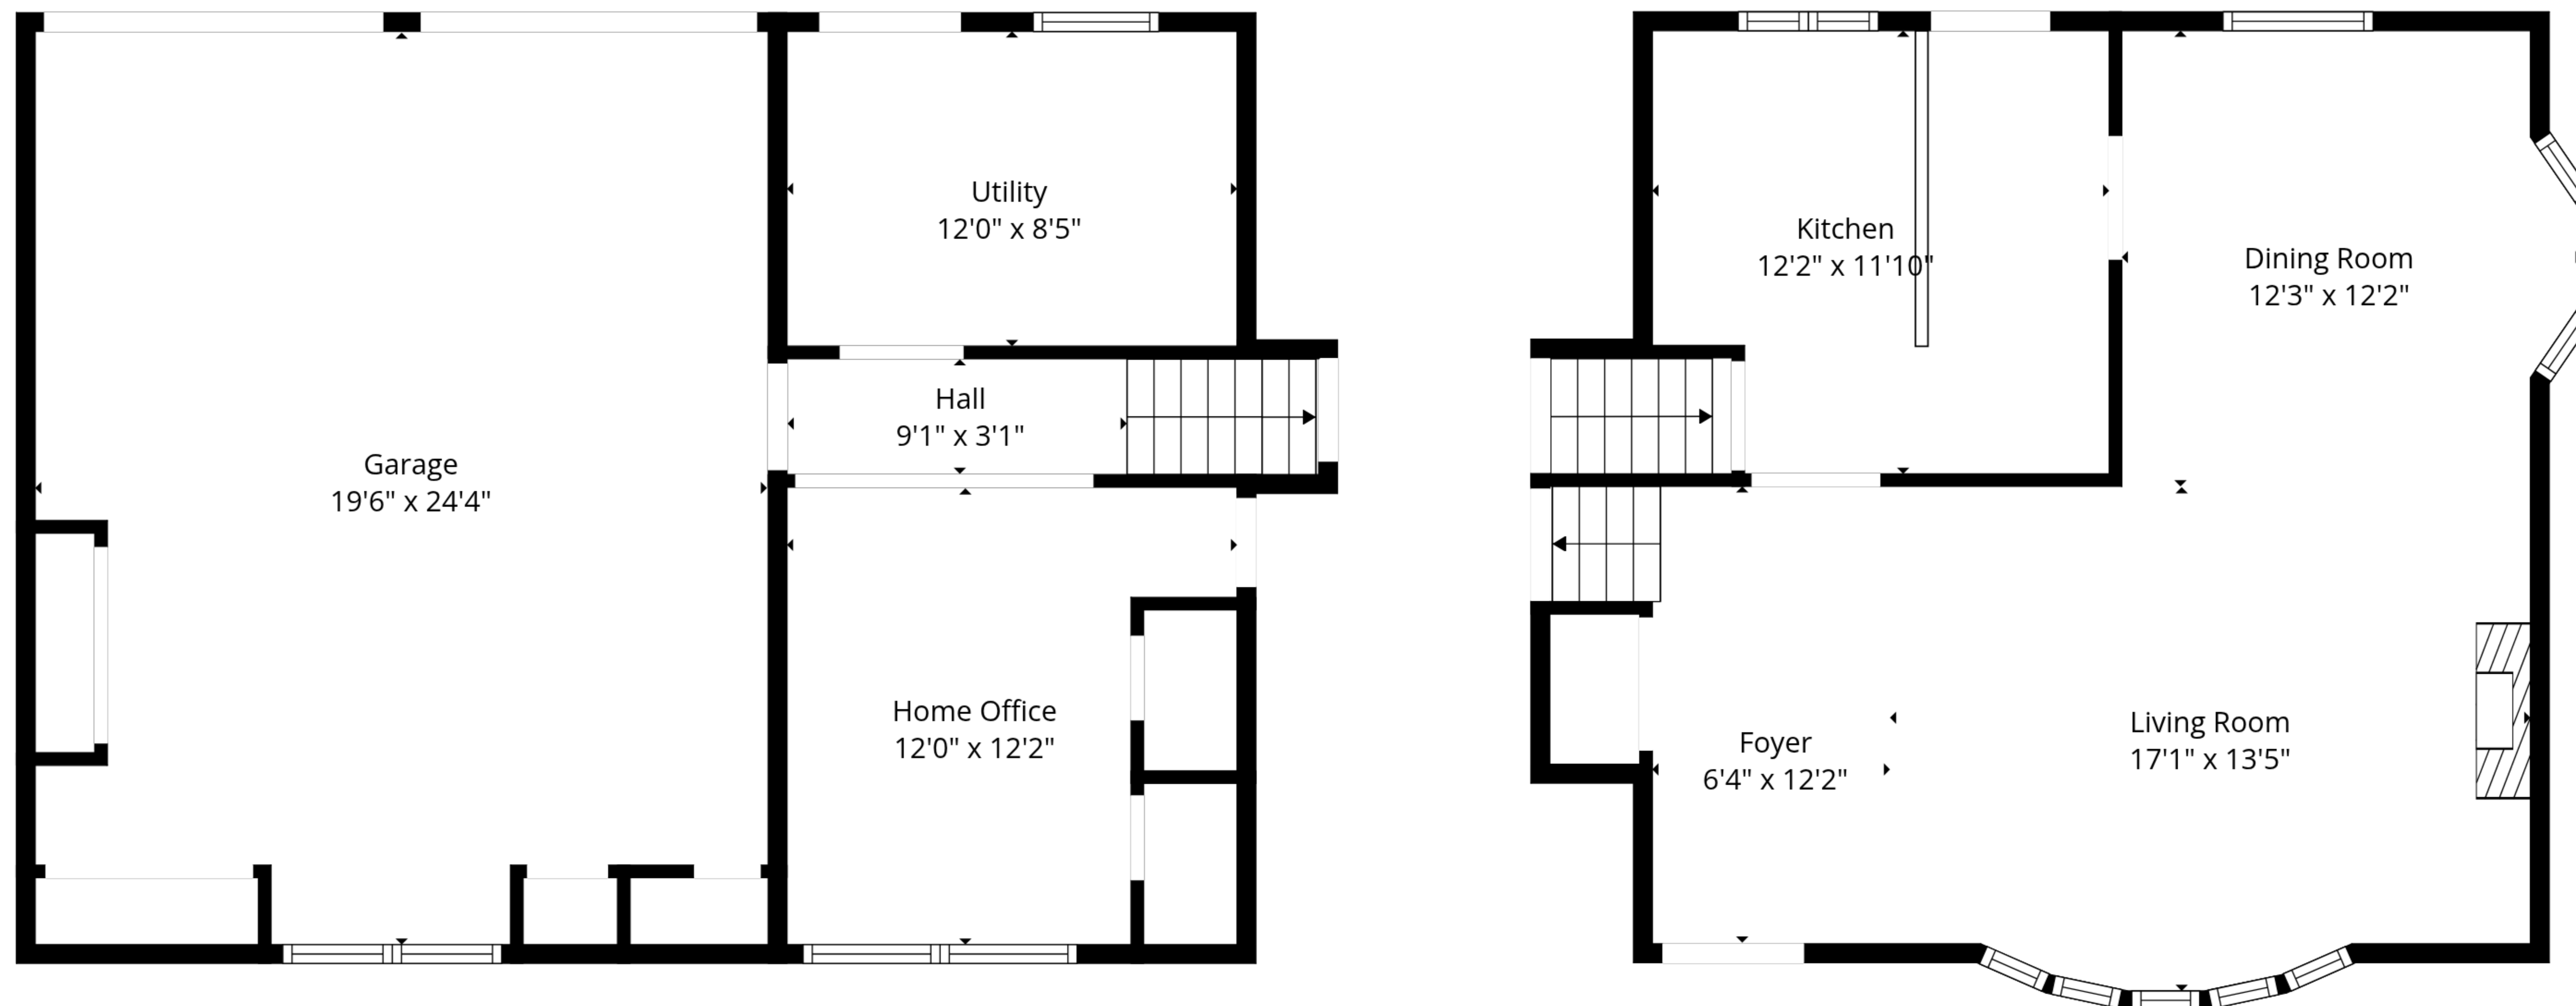 Utility
12'0" x 8'5"
Kitchen
12'2" x 11'10"
Dining Room
12'3" x 12'2"
Hall
9'1" x 3'1"
Garage
19'6" x 24'4"
Home Office
12'0" x 12'2"
Foyer
6'4" x 12'2"
Living Room
17'1" x 13'5"